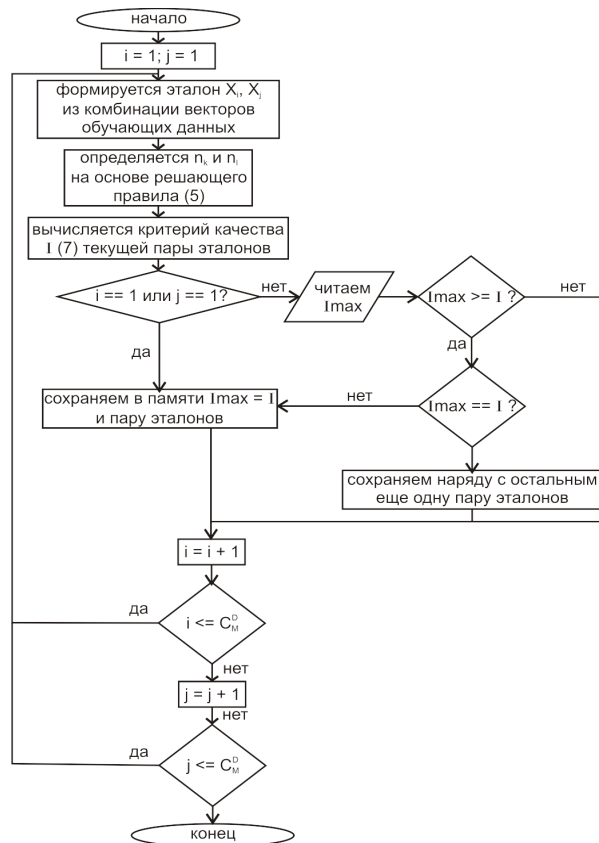 начало
i = 1; j = 1
формируется эталон Xᵢ, Xⱼ
из комбинации векторов
обучающих данных
определяется nₖ и nₗ
на основе решающего
правила (5)
вычисляется критерий качества
I (7) текущей пары эталонов
i == 1 или j == 1?
нет
читаем
Imax
Imax >= I ?
нет
да
да
сохраняем в памяти Imax = I
и пару эталонов
нет
Imax == I ?
сохраняем наряду с остальным
еще одну пару эталонов
i = i + 1
да
i <= Cᴹᴰ
нет
j = j + 1
нет
да
j <= Cᴹᴰ
конец